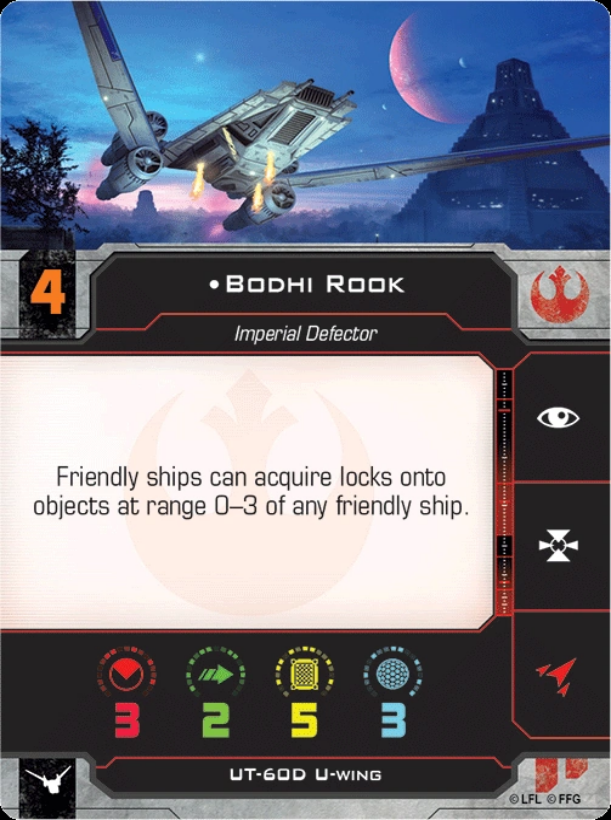 4
•Bodhi Rook
Imperial Defector
Friendly ships can acquire locks onto
objects at range 0–3 of any friendly ship.
3 2 5 3
UT-60D U-wing
©LFL ©FFG